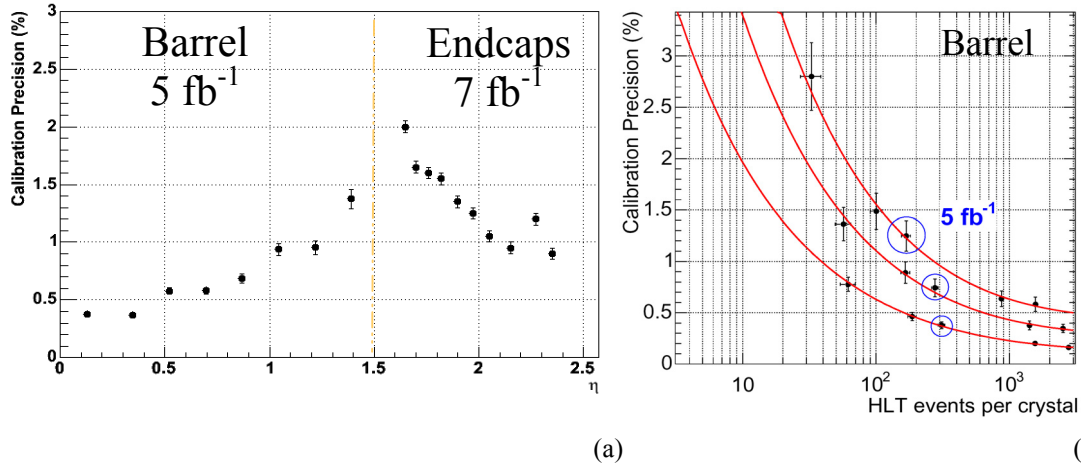 Calibration Precision (%)
3
2.5
2
1.5
1
0.5
0
Barrel
5 fb⁻¹
Endcaps
7 fb⁻¹
0 0.5 1 1.5 2 2.5
η
(a)
Calibration Precision (%)
3
2.5
2
1.5
1
0.5
0
Barrel
5 fb⁻¹
10 10² 10³
HLT events per crystal
(